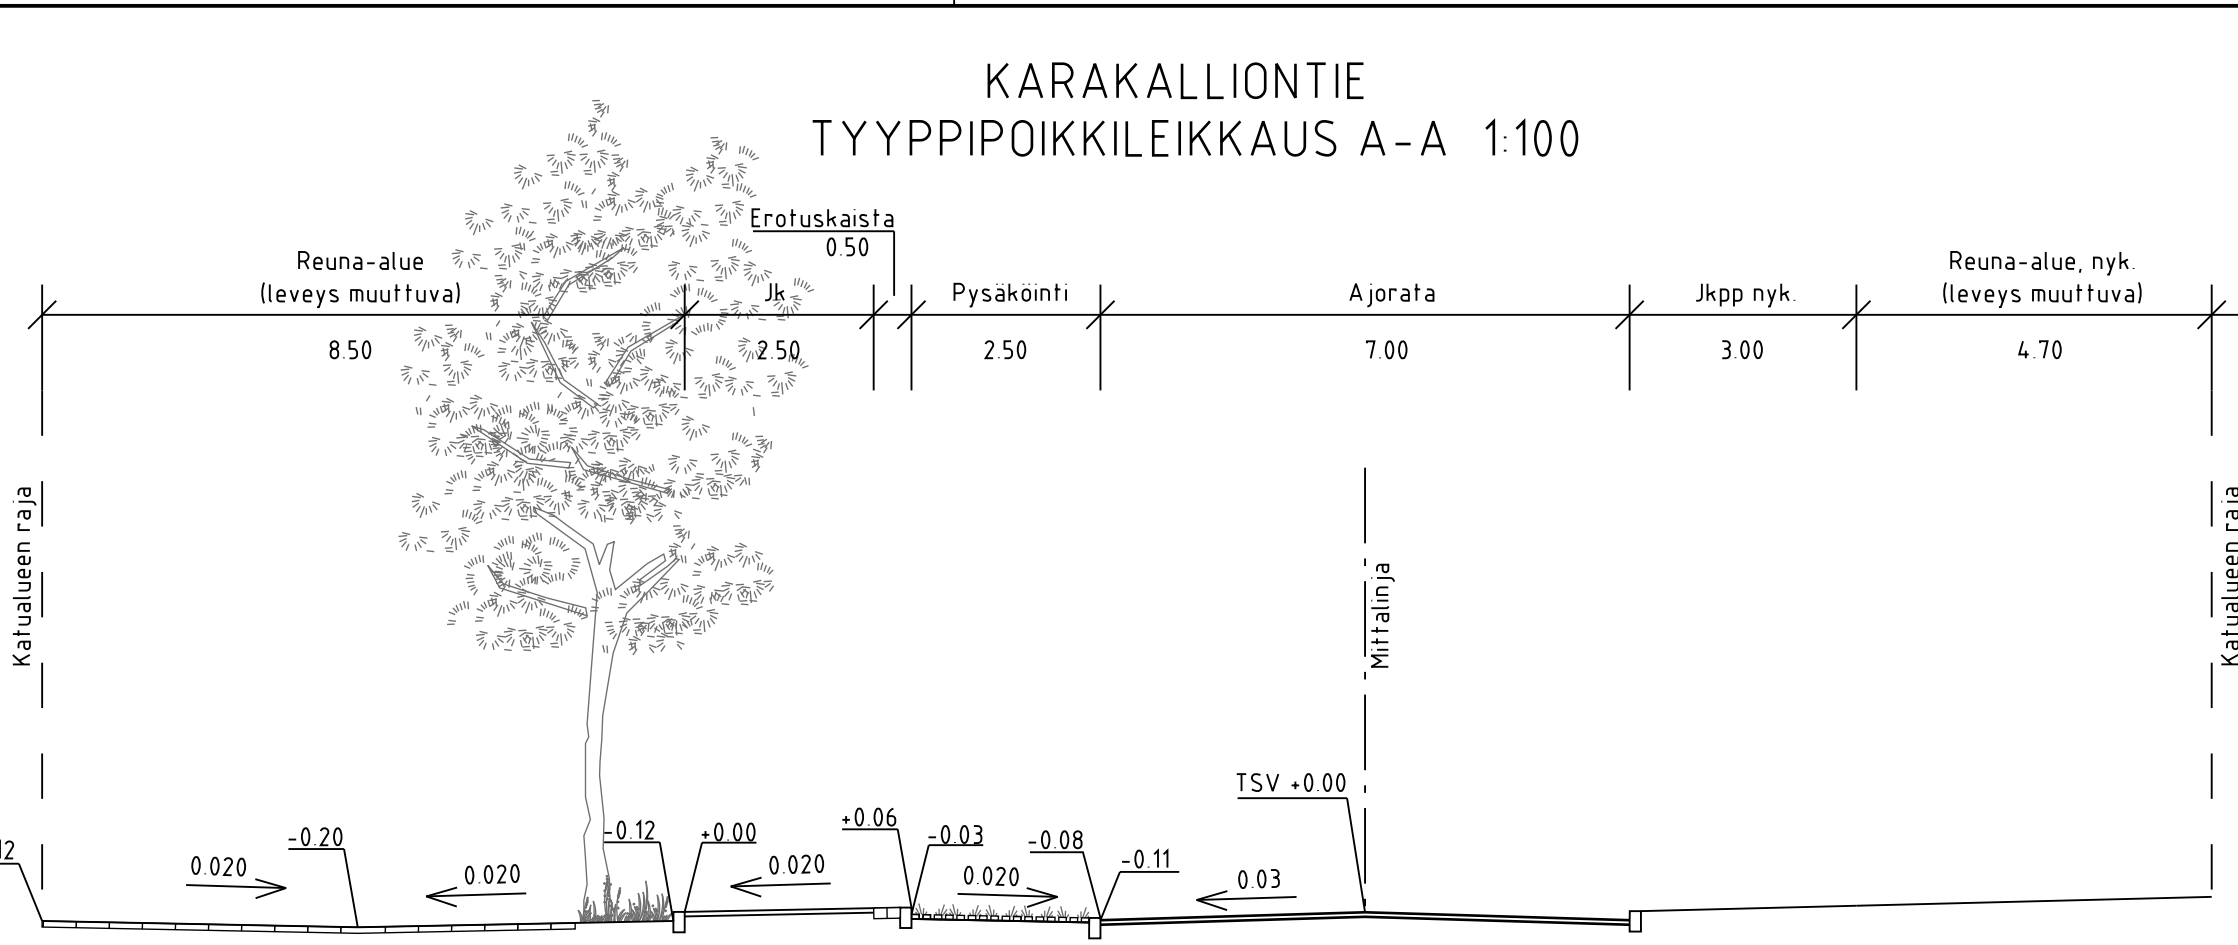 KARAKALLIONTIE
TYYPPIPOIKKILEIKKAUS A-A 1:100
Erotuskaista
0.50
Reuna-alue
(leveys muuttuva)
Jk
Pysäköinti
Ajorata
Jkpp nyk.
Reuna-alue, nyk.
(leveys muuttuva)
8.50
2.50
2.50
7.00
3.00
4.70
Katualueen raja
Mittalinja
Katualueen raja
TSV +0.00
12
0.020
-0.20
0.020
-0.12
+0.00
0.020
+0.06
-0.03
0.020
-0.08
-0.11
0.03